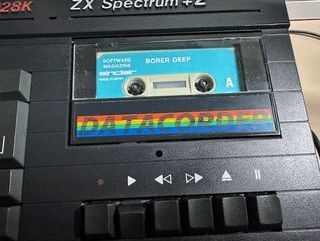 128K ZX Spectrum +2
SOFTWARE
MAGAZINE
BORER DEEP
sinclair
A
DATACORDER